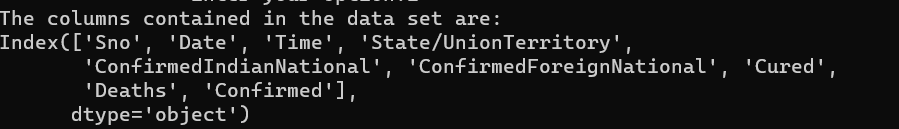 The columns contained in the data set are:
Index(['Sno', 'Date', 'Time', 'State/UnionTerritory',
'ConfirmedIndianNational', 'ConfirmedForeignNational', 'Cured',
'Deaths', 'Confirmed'],
dtype='object')